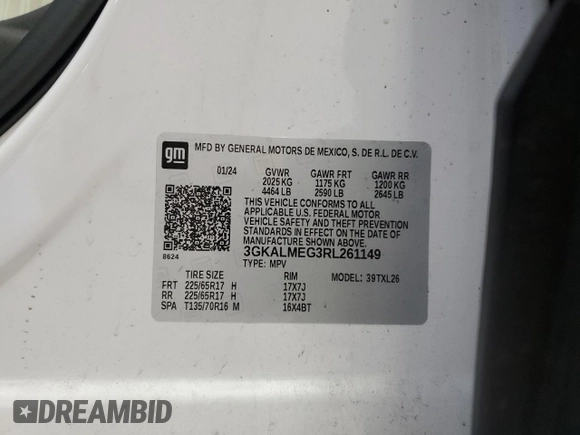 gm
MFD BY GENERAL MOTORS DE MEXICO, S. DE R.L. DE C.V.
01/24 GVWR GAWR FRT GAWR RR
2025 KG 1175 KG 1200 KG
4464 LB 2590 LB 2645 LB
THIS VEHICLE CONFORMS TO ALL
APPLICABLE U.S. FEDERAL MOTOR
VEHICLE SAFETY AND THEFT PREVENTION
STANDARDS IN EFFECT ON THE DATE OF
MANUFACTURE SHOWN ABOVE.
8624 3GKALMEG3RL261149
TYPE: MPV
TIRE SIZE RIM MODEL: 39TXL26
FRT 225/65R17 H 17X7J
RR 225/65R17 H 17X7J
SPA T135/70R16 M 16X4BT
DREAMBID